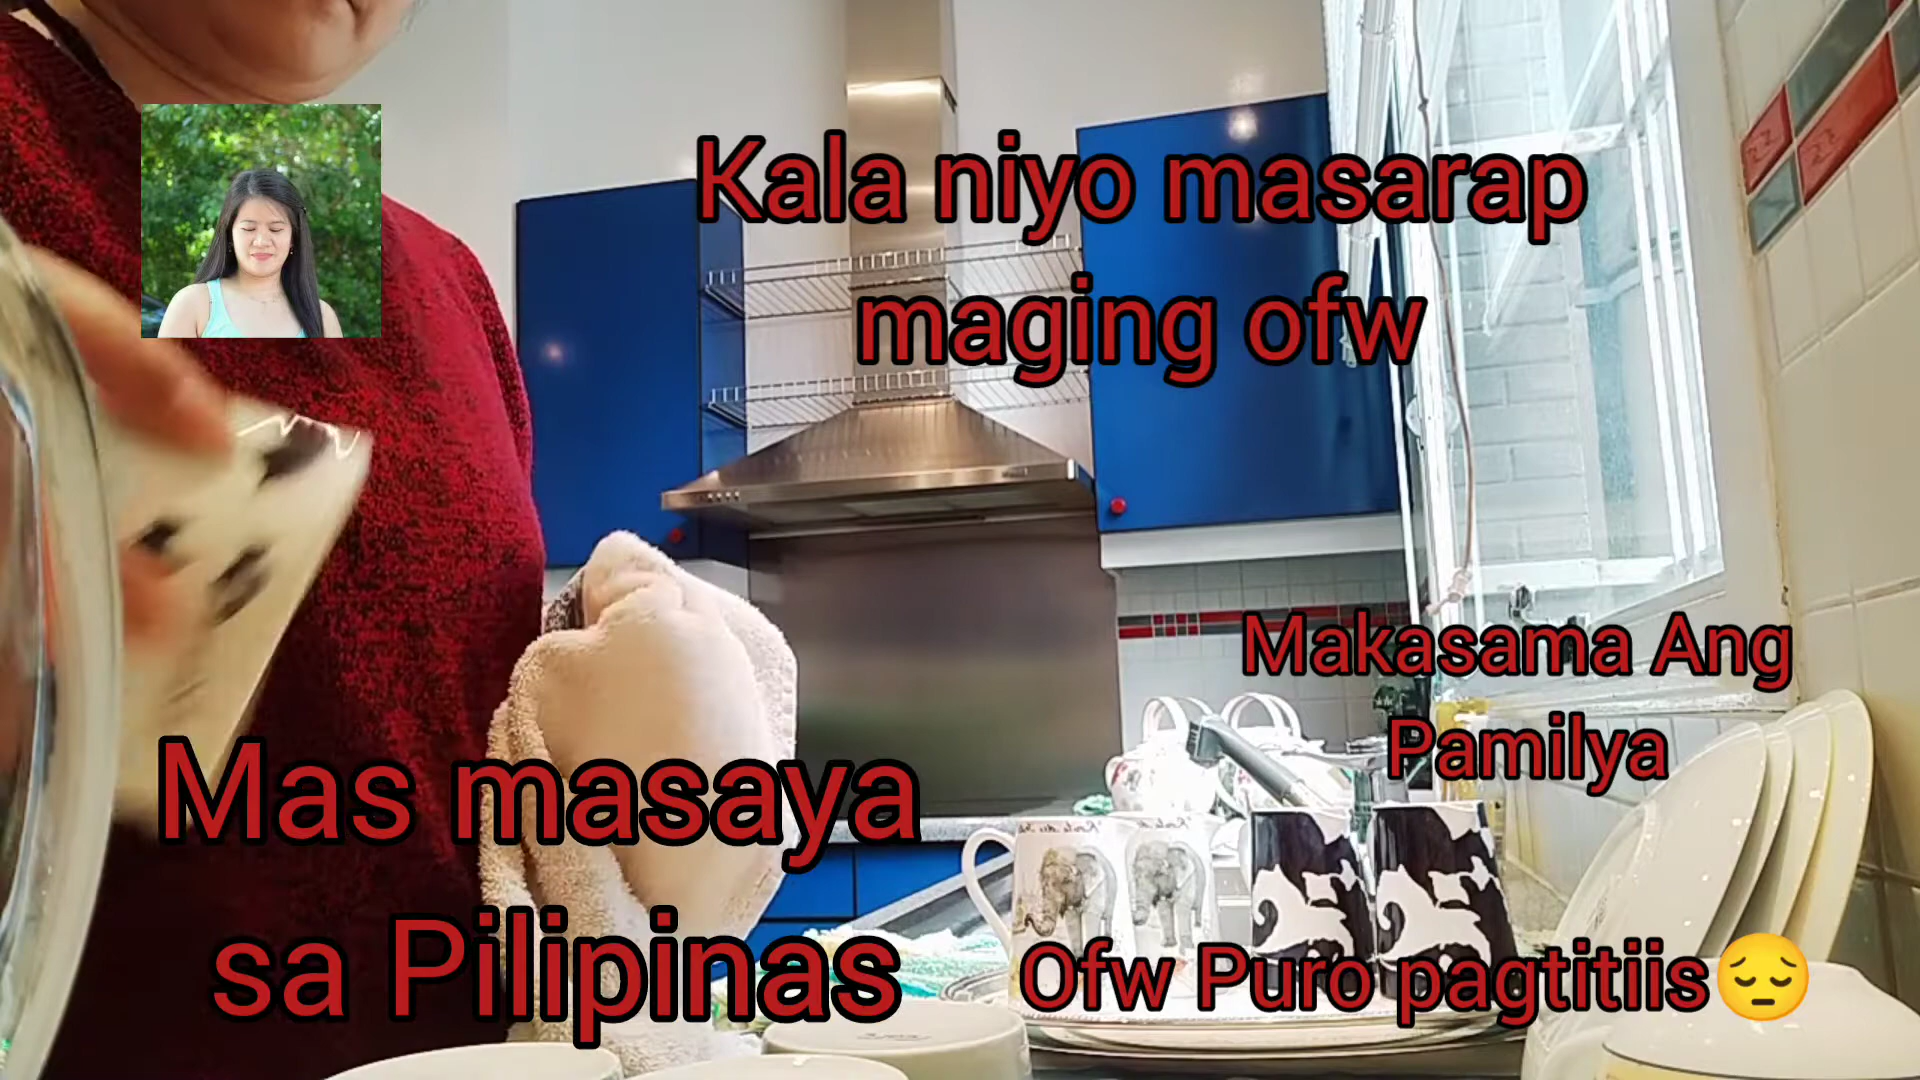 Kala niyo masarap
maging ofw
Makasama Ang
Pamilya
Mas masaya
sa Pilipinas
Ofw Puro pagtitiis😔